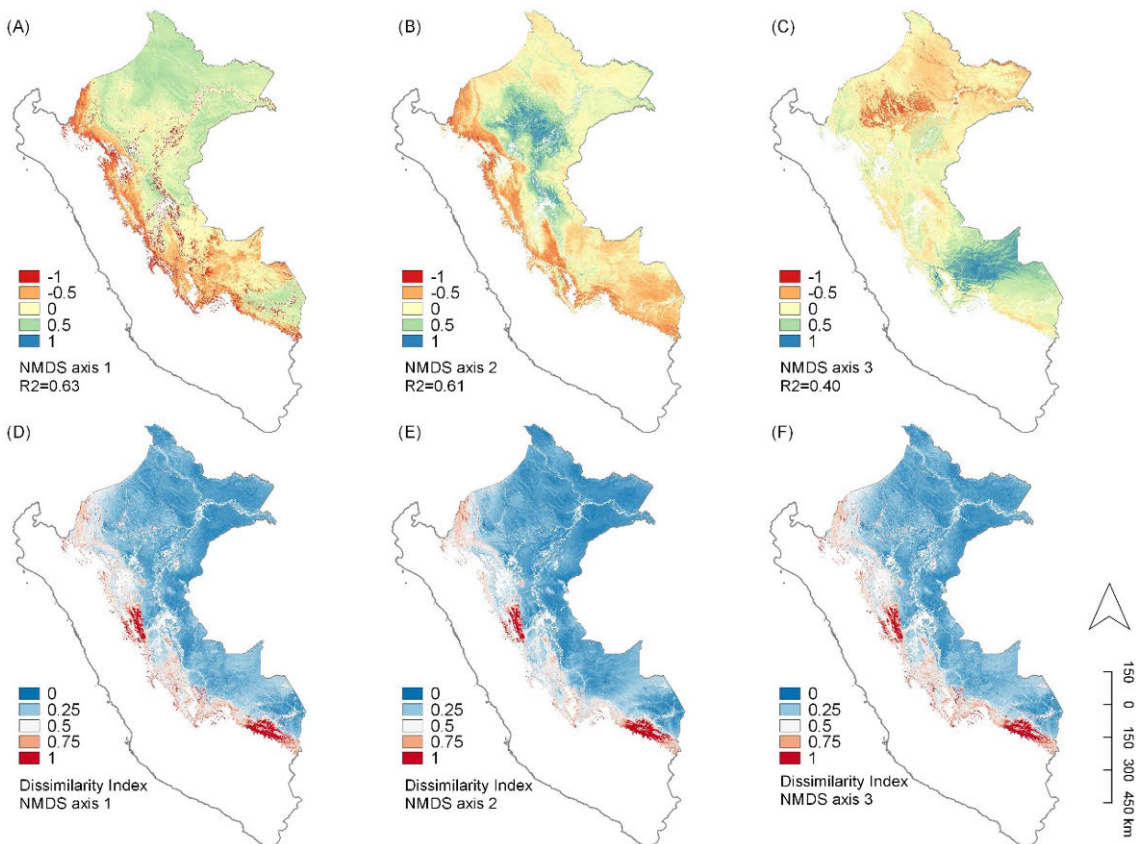 (A)
(B)
(C)
-1
-0.5
0
0.5
1
NMDS axis 1
R2=0.63
-1
-0.5
0
0.5
1
NMDS axis 2
R2=0.61
-1
-0.5
0
0.5
1
NMDS axis 3
R2=0.40
(D)
(E)
(F)
0
0.25
0.5
0.75
1
Dissimilarity Index
NMDS axis 1
0
0.25
0.5
0.75
1
Dissimilarity Index
NMDS axis 2
0
0.25
0.5
0.75
1
Dissimilarity Index
NMDS axis 3
150 0 150 300 450 km